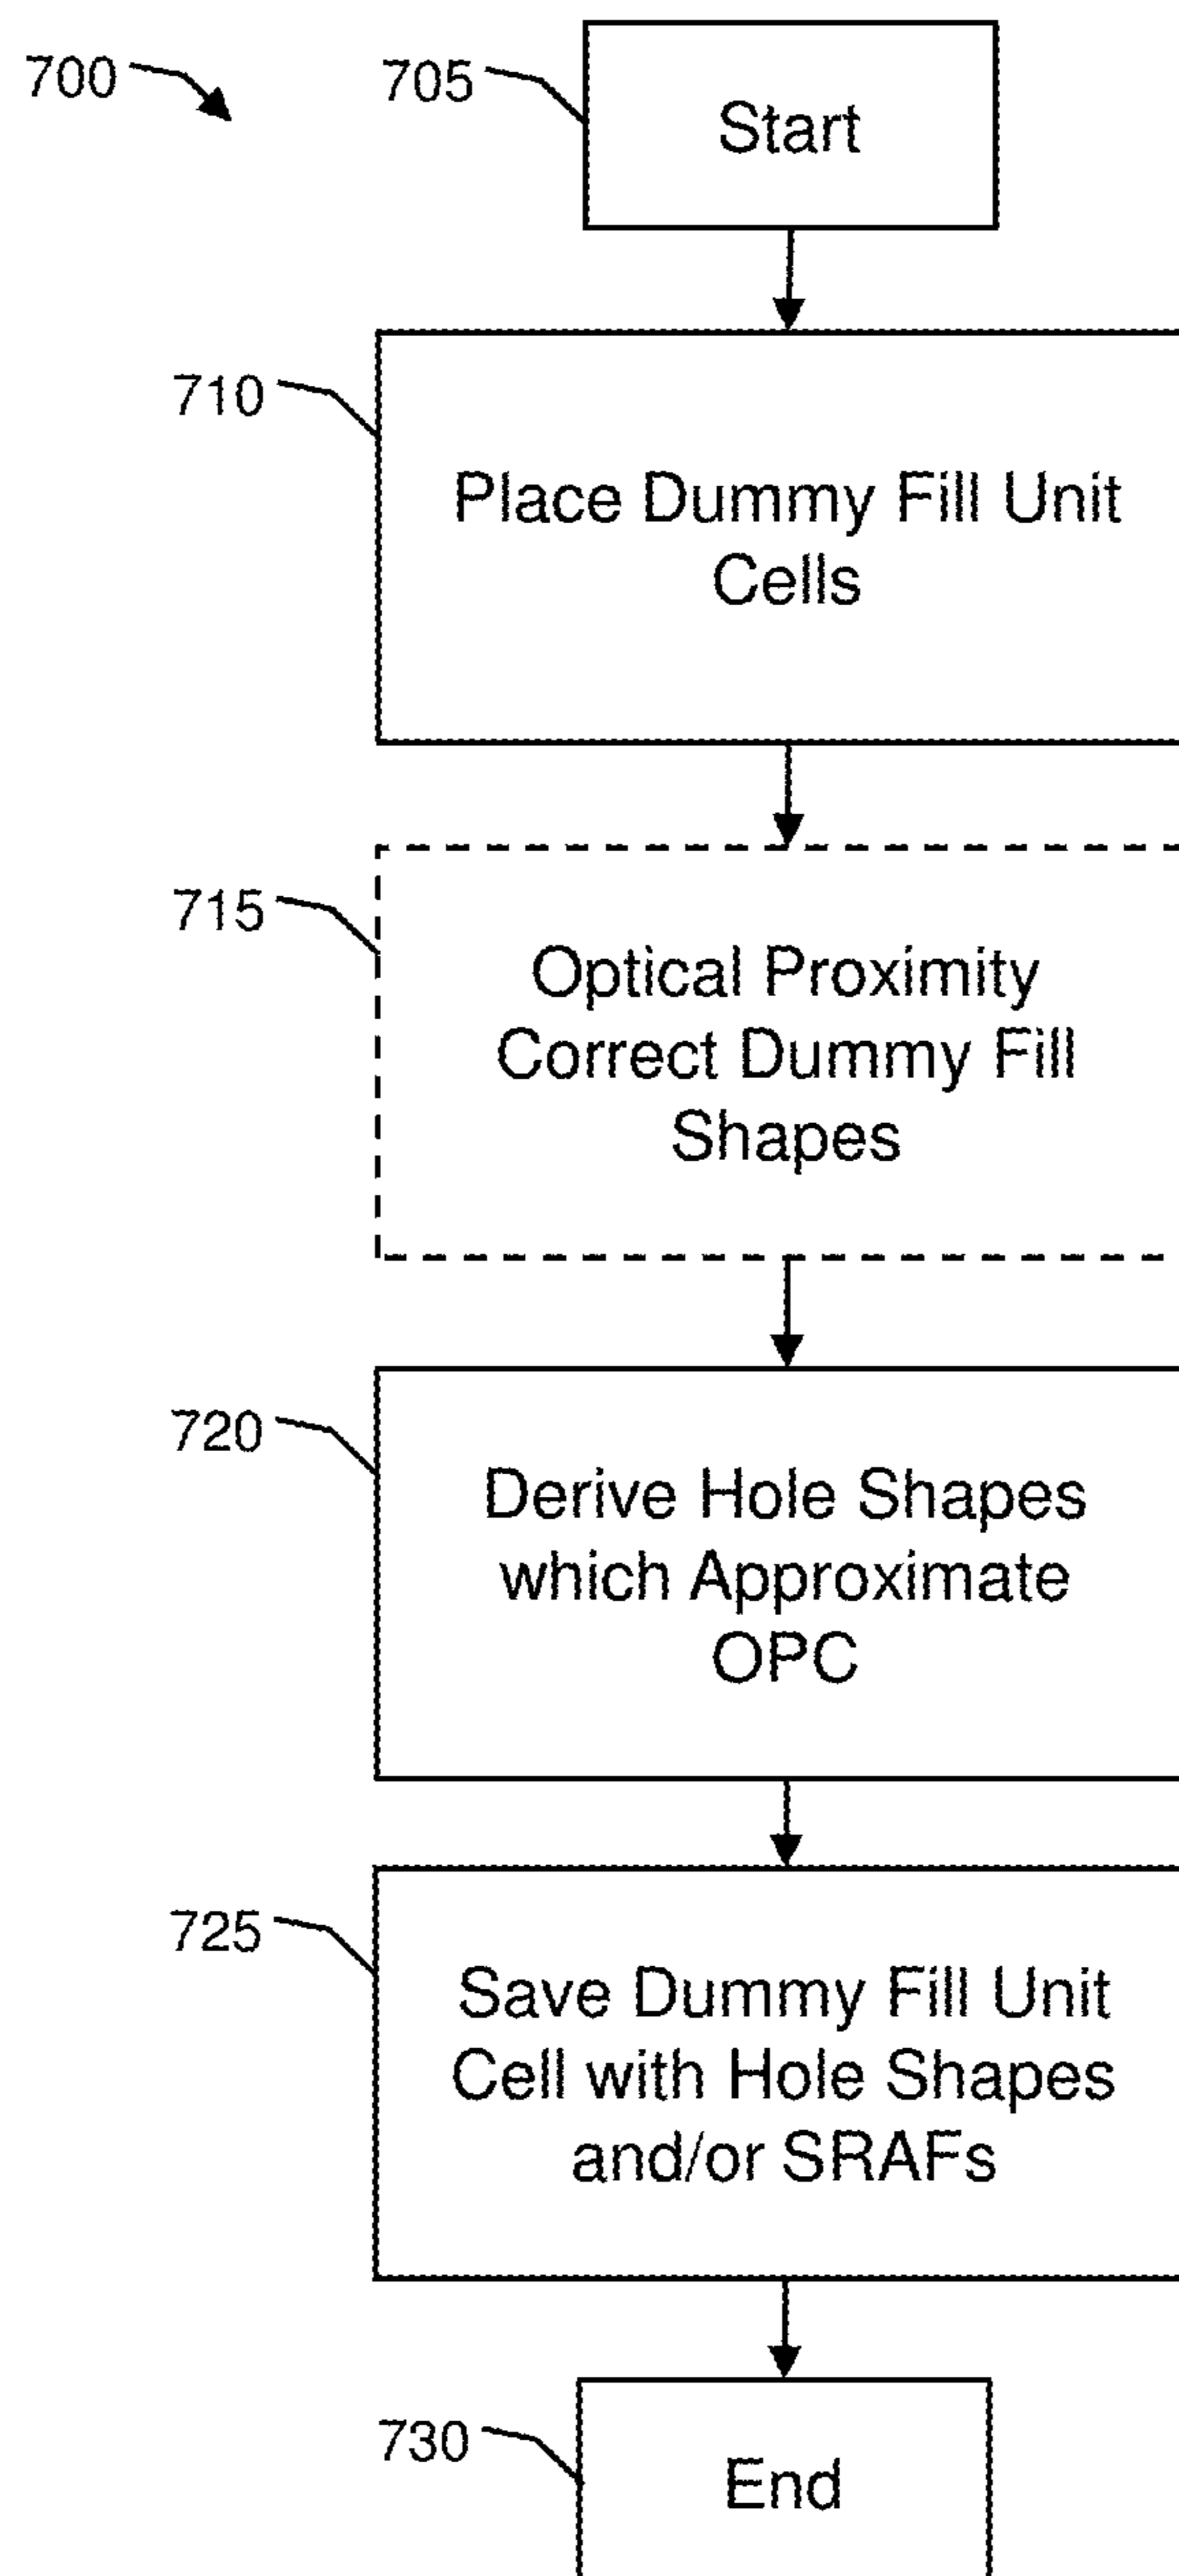 700
705
Start
710
Place Dummy Fill Unit
Cells
715
Optical Proximity
Correct Dummy Fill
Shapes
720
Derive Hole Shapes
which Approximate
OPC
725
Save Dummy Fill Unit
Cell with Hole Shapes
and/or SRAFs
730
End